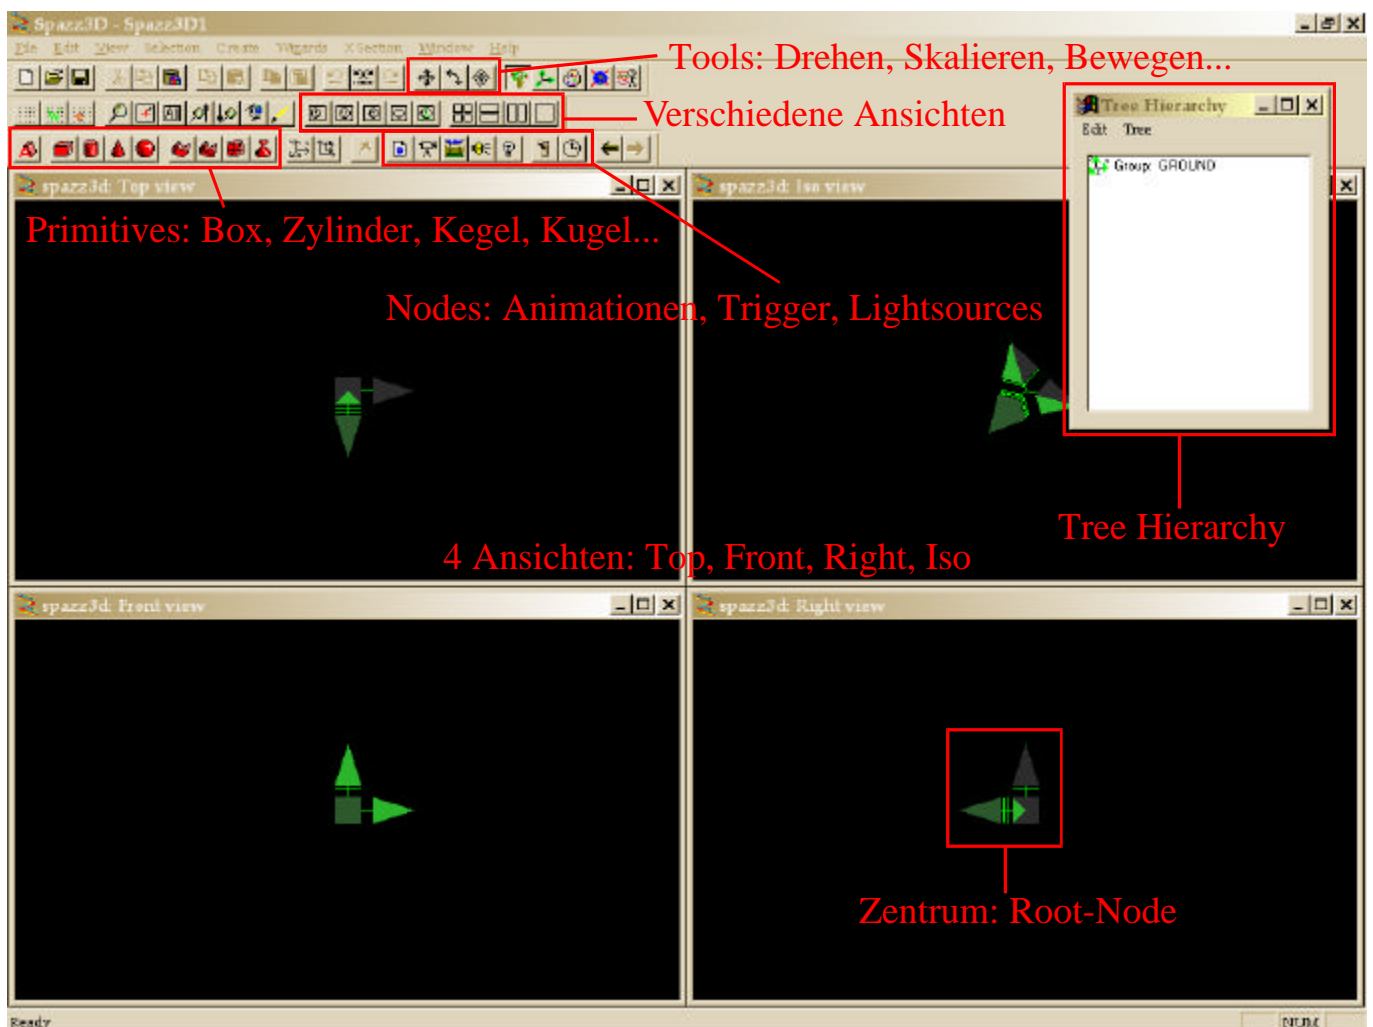 Spazz3D - Spazz3D1
File Edit View Selection Create Wizards XSection Window Help
Tools: Drehen, Skalieren, Bewegen...
Verschiedene Ansichten
Tree Hierarchy
Edit Tree
Group: GROUND
spazz3d: Top view
spazz3d: Iso view
Primitives: Box, Zylinder, Kegel, Kugel...
Nodes: Animationen, Trigger, Lightsources
Tree Hierarchy
4 Ansichten: Top, Front, Right, Iso
spazz3d: Front view
spazz3d: Right view
Zentrum: Root-Node
Ready
NUM